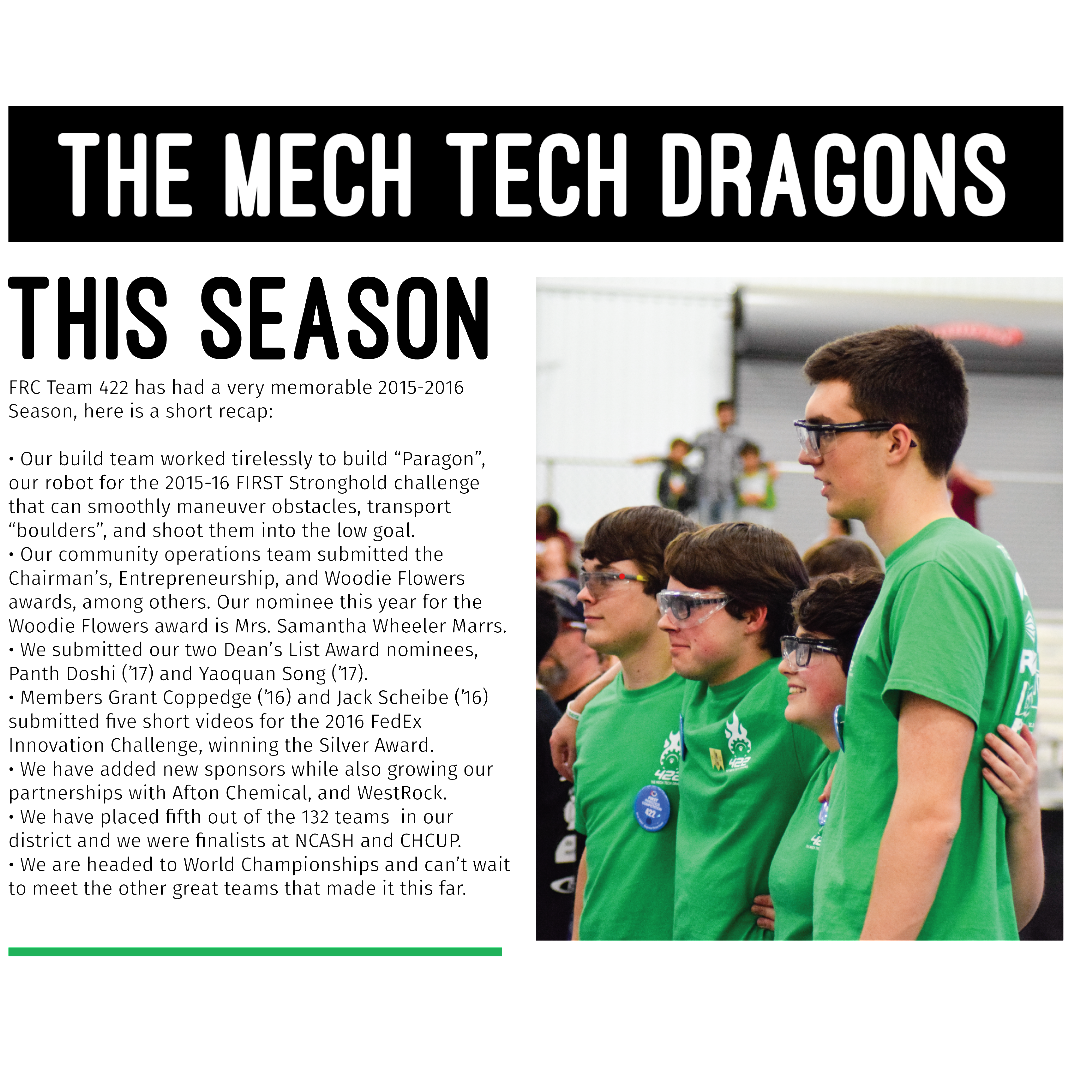 THE MECH TECH DRAGONS
THIS SEASON
FRC Team 422 has had a very memorable 2015-2016
Season, here is a short recap:
• Our build team worked tirelessly to build “Paragon”,
our robot for the 2015-16 FIRST Stronghold challenge
that can smoothly maneuver obstacles, transport
“boulders”, and shoot them into the low goal.
• Our community operations team submitted the
Chairman’s, Entrepreneurship, and Woodie Flowers
awards, among others. Our nominee this year for the
Woodie Flowers award is Mrs. Samantha Wheeler Marrs.
• We submitted our two Dean’s List Award nominees,
Panth Doshi (’17) and Yaoquan Song (’17).
• Members Grant Coppedge (’16) and Jack Scheibe (’16)
submitted five short videos for the 2016 FedEx
Innovation Challenge, winning the Silver Award.
• We have added new sponsors while also growing our
partnerships with Afton Chemical, and WestRock.
• We have placed fifth out of the 132 teams  in our
district and we were finalists at NCASH and CHCUP.
• We are headed to World Championships and can’t wait
to meet the other great teams that made it this far.
422
422
422